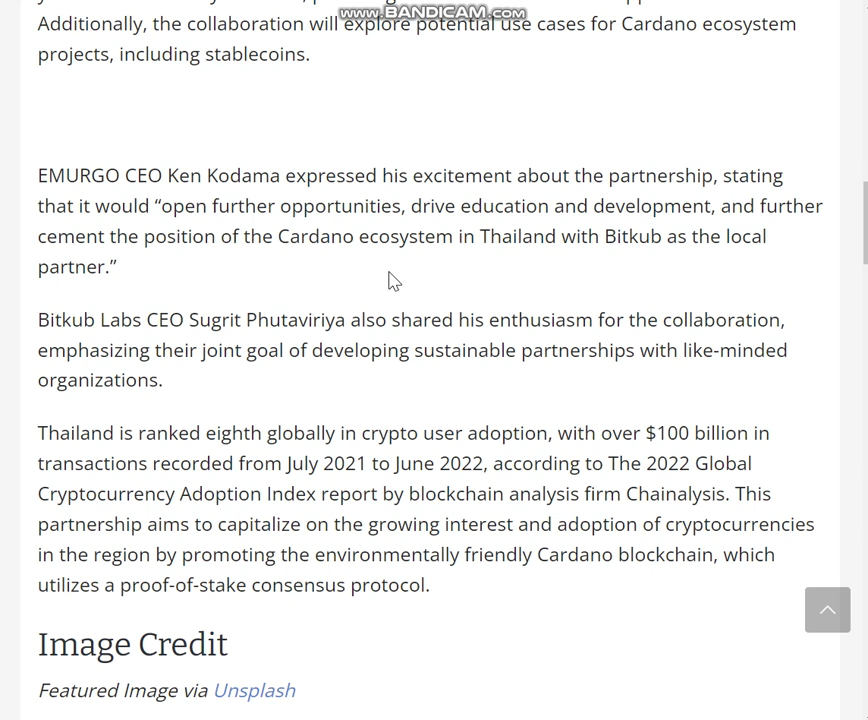 www.BANDICAM.com
Additionally, the collaboration will explore potential use cases for Cardano ecosystem
projects, including stablecoins.
EMURGO CEO Ken Kodama expressed his excitement about the partnership, stating
that it would “open further opportunities, drive education and development, and further
cement the position of the Cardano ecosystem in Thailand with Bitkub as the local
partner.”
Bitkub Labs CEO Sugrit Phutaviriya also shared his enthusiasm for the collaboration,
emphasizing their joint goal of developing sustainable partnerships with like-minded
organizations.
Thailand is ranked eighth globally in crypto user adoption, with over $100 billion in
transactions recorded from July 2021 to June 2022, according to The 2022 Global
Cryptocurrency Adoption Index report by blockchain analysis firm Chainalysis. This
partnership aims to capitalize on the growing interest and adoption of cryptocurrencies
in the region by promoting the environmentally friendly Cardano blockchain, which
utilizes a proof-of-stake consensus protocol.
Image Credit
Featured Image via Unsplash